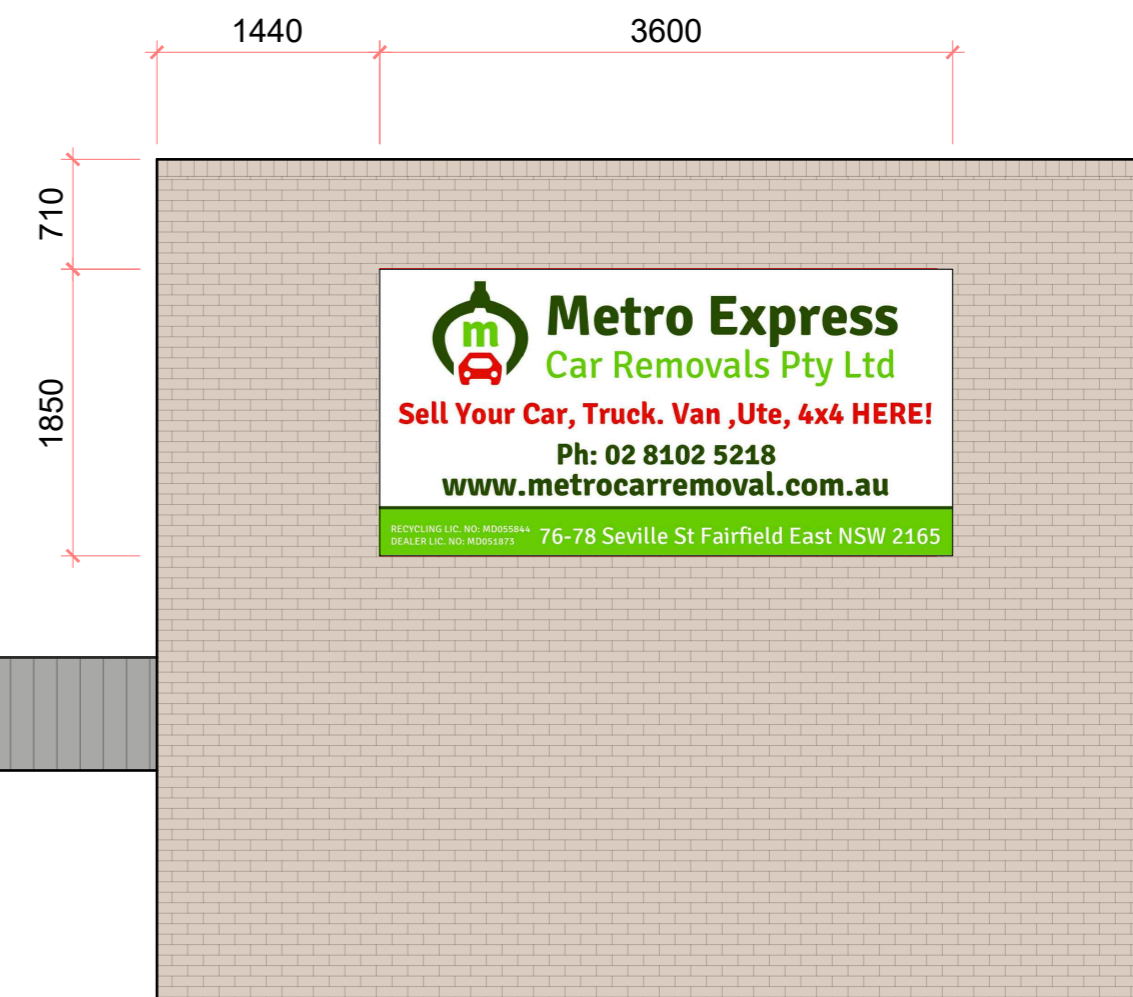 1440
3600
710
1850
m
Metro Express
Car Removals Pty Ltd
Sell Your Car, Truck. Van ,Ute, 4x4 HERE!
Ph: 02 8102 5218
www.metrocarremoval.com.au
RECYCLING LIC. NO: MD055844
DEALER LIC. NO: MD051873
76-78 Seville St Fairfield East NSW 2165